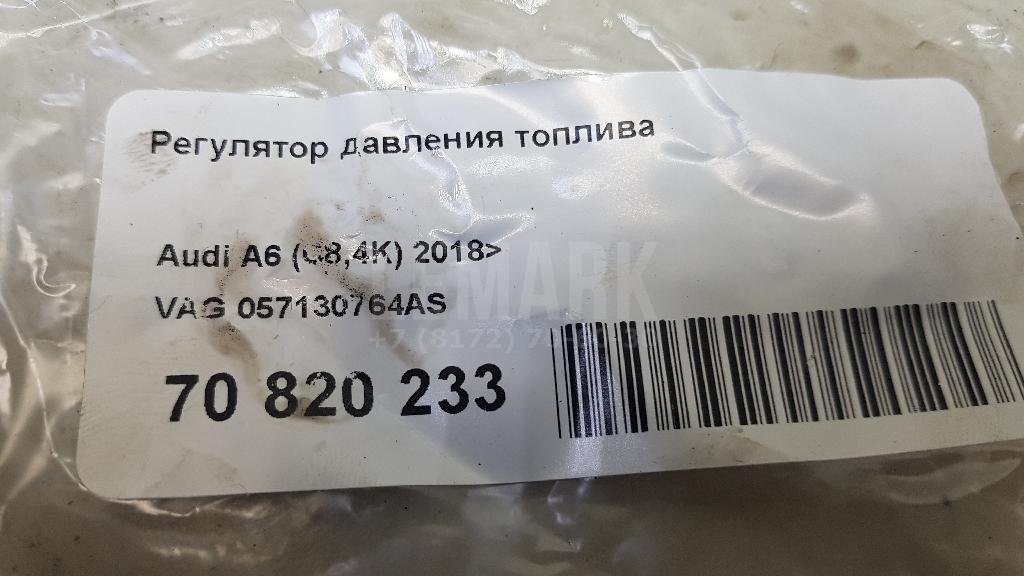 Регулятор давления топлива
Audi A6 (C8,4K) 2018>
VAG 057130764AS
70 820 233